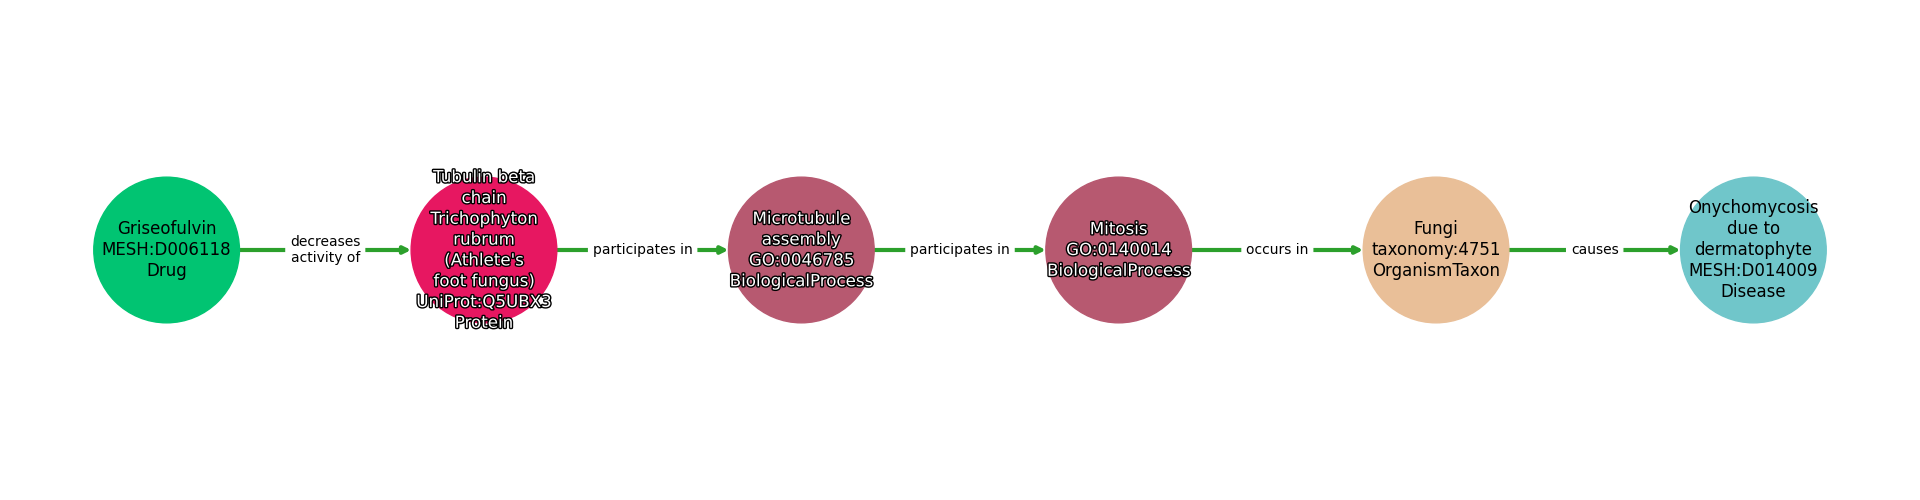 Griseofulvin
MESH:D006118
Drug
decreases
activity of
Tubulin beta
chain
Trichophyton
rubrum
(Athlete's
foot fungus)
UniProt:Q5UBX3
Protein
participates in
Microtubule
assembly
GO:0046785
BiologicalProcess
participates in
Mitosis
GO:0140014
BiologicalProcess
occurs in
Fungi
taxonomy:4751
OrganismTaxon
causes
Onychomycosis
due to
dermatophyte
MESH:D014009
Disease